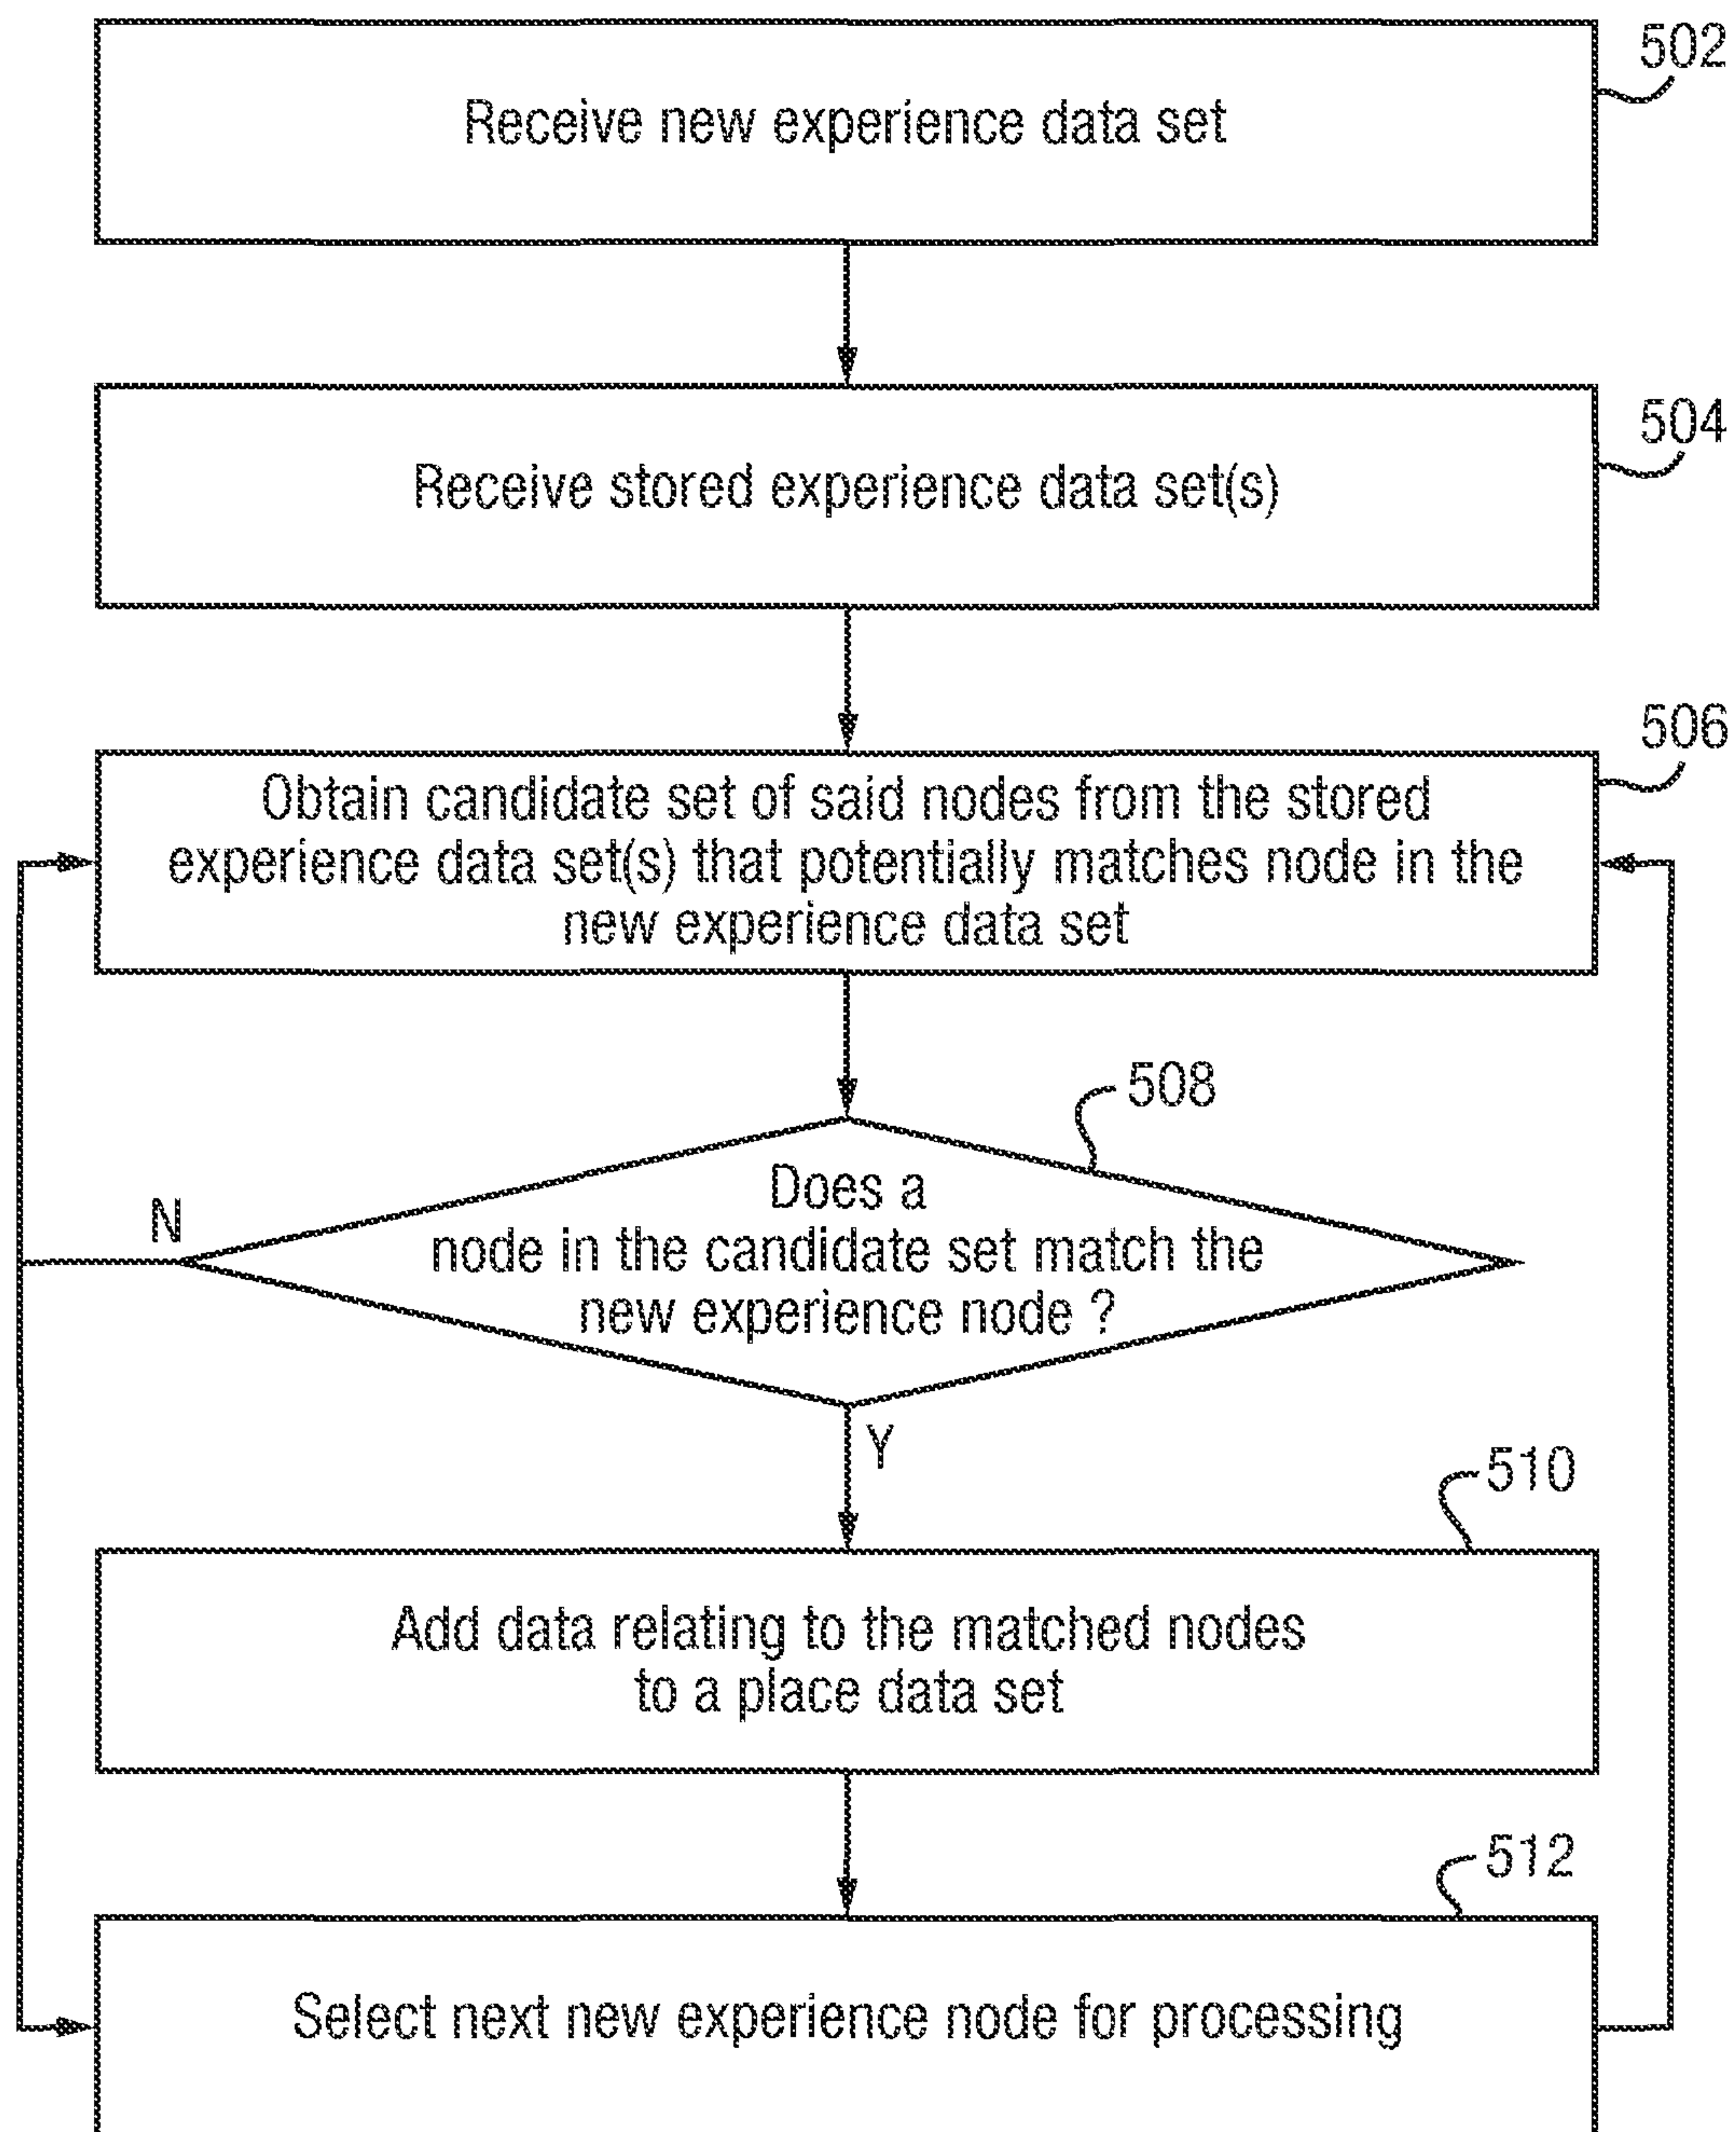 502
Receive new experience data set
504
Receive stored experience data set(s)
506
Obtain candidate set of said nodes from the stored
experience data set(s) that potentially matches node in the
new experience data set
508
N
Does a
node in the candidate set match the
new experience node ?
Y
510
Add data relating to the matched nodes
to a place data set
512
Select next new experience node for processing